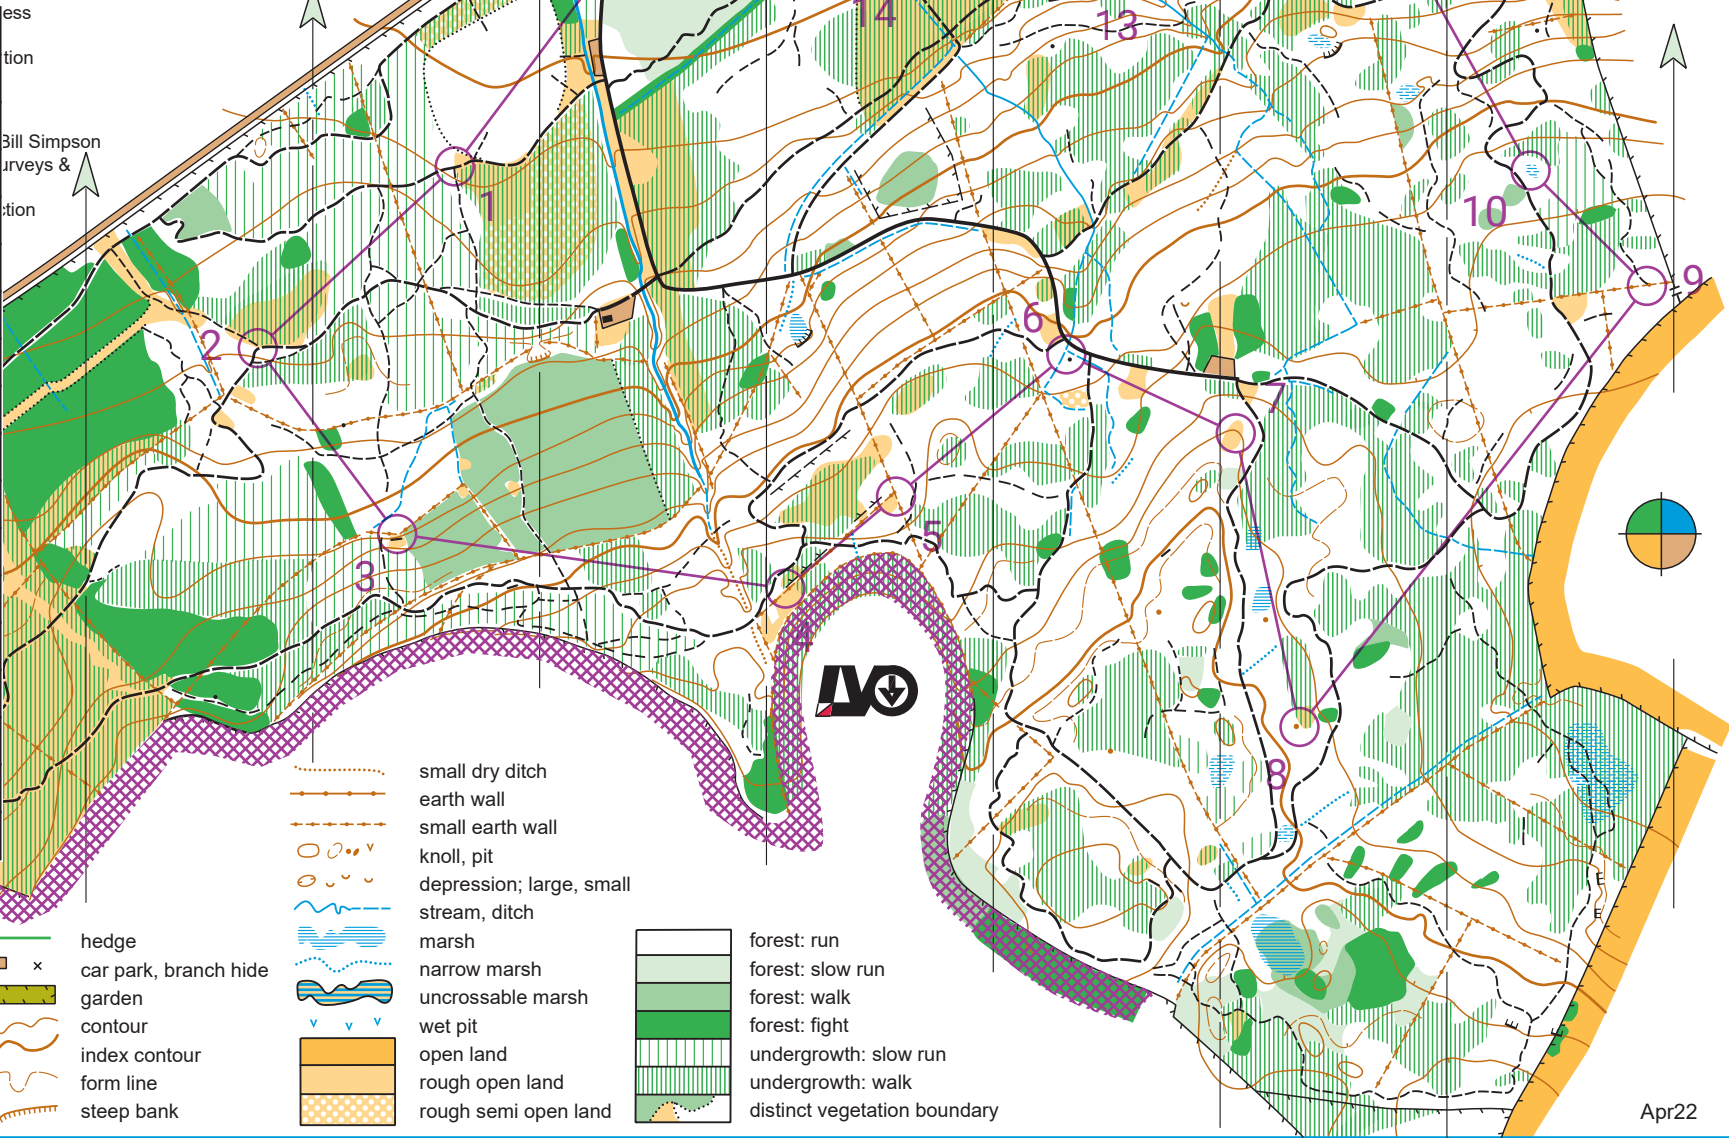 less
tion
Bill Simpson
urveys &
ction
14
13
1
10
9
2
6
7
5
3
4
LVO
8
small dry ditch
earth wall
small earth wall
knoll, pit
depression; large, small
stream, ditch
marsh
narrow marsh
uncrossable marsh
wet pit
open land
rough open land
rough semi open land
hedge
car park, branch hide
garden
contour
index contour
form line
steep bank
forest: run
forest: slow run
forest: walk
forest: fight
undergrowth: slow run
undergrowth: walk
distinct vegetation boundary
E
E
Apr22